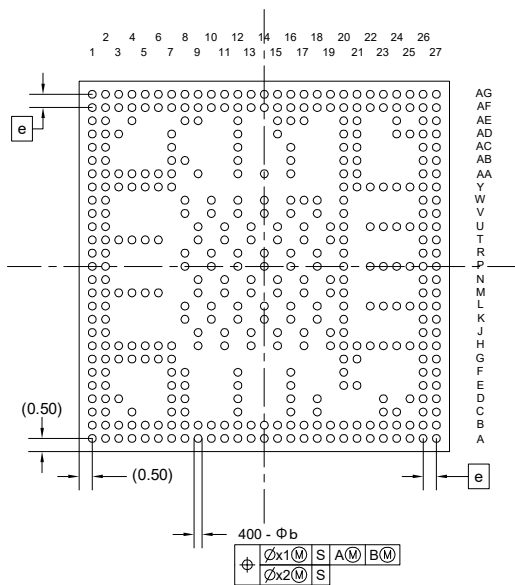 2 4 6 8 10 12 14 16 18 20 22 24 26
1 3 5 7 9 11 13 15 17 19 21 23 25 27
AG
AF
AE
AD
AC
AB
AA
Y
W
V
U
T
R
P
N
M
L
K
J
H
G
F
E
D
C
B
A
e
(0.50)
(0.50)
e
400 - Φb
⌖ Øx1Ⓜ S AⓂ BⓂ
Øx2Ⓜ S